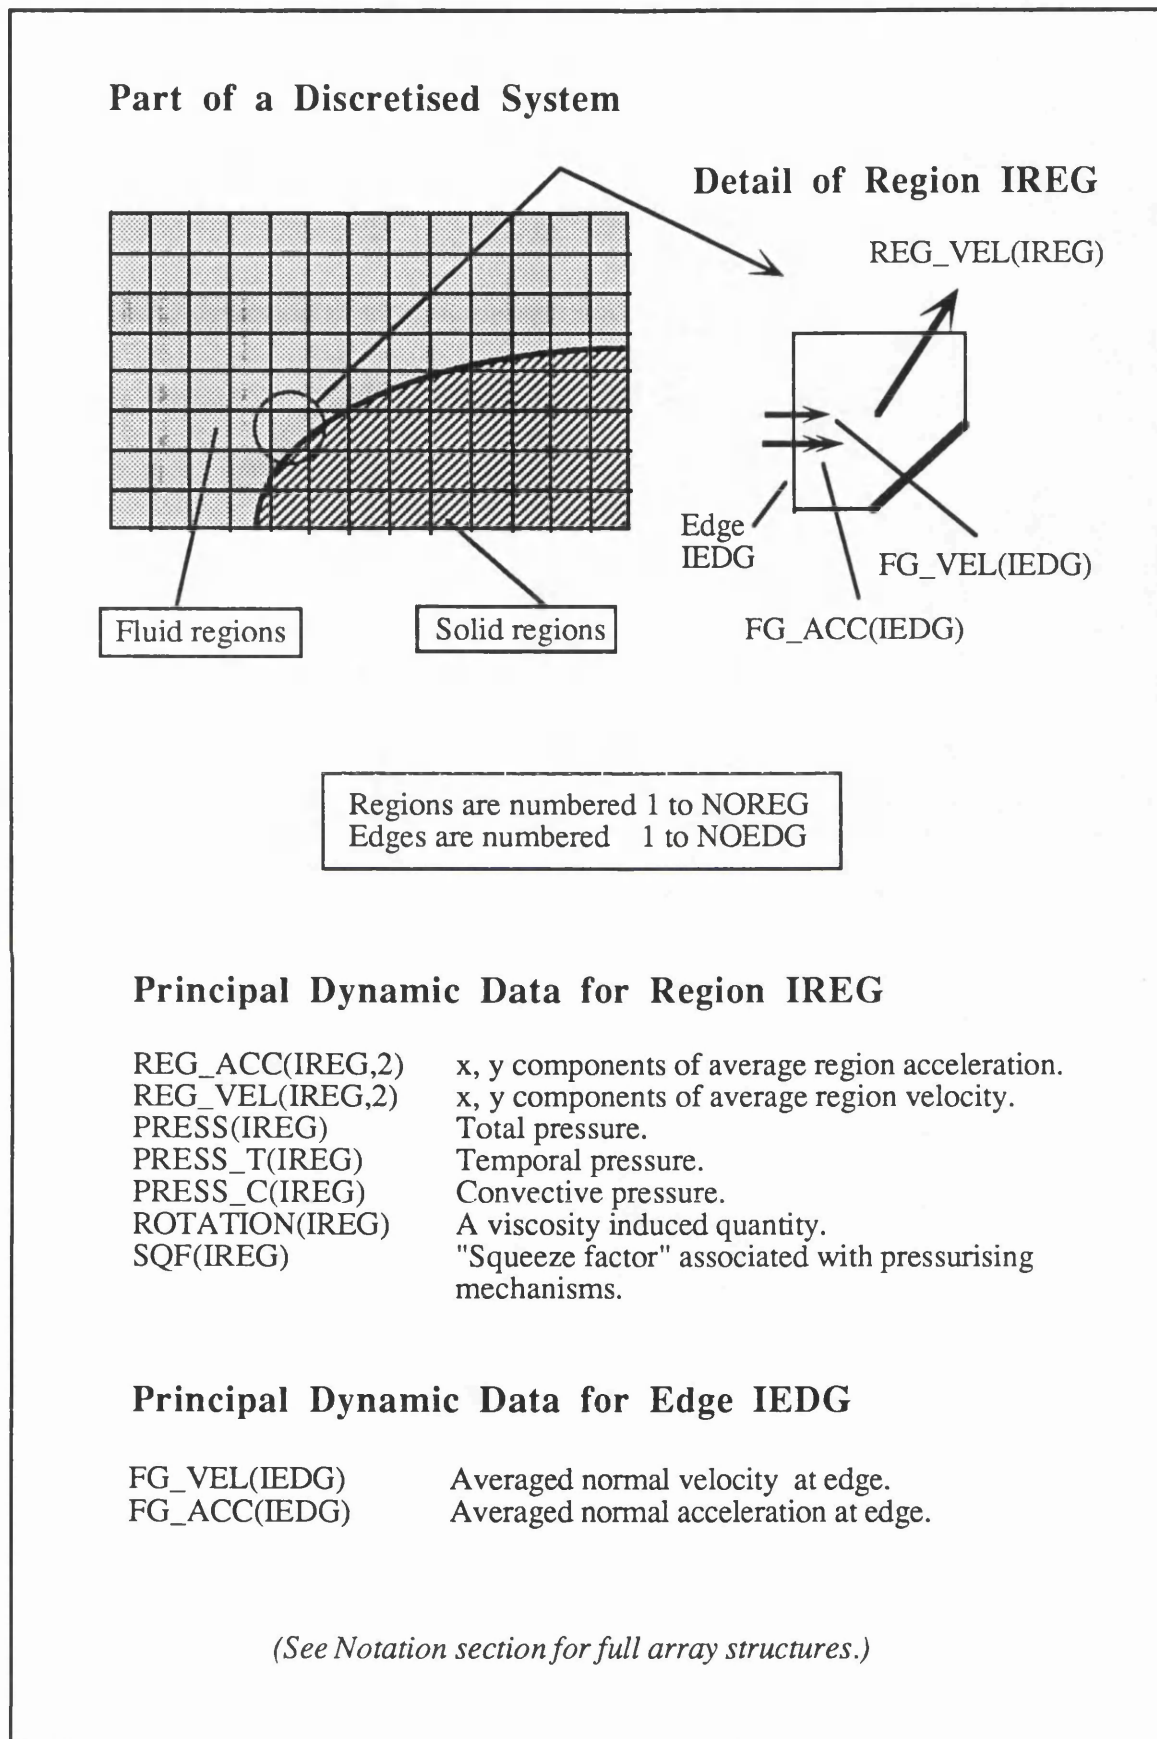 Part of a Discretised System
Detail of Region IREG
REG_VEL(IREG)
Edge
IEDG
FG_VEL(IEDG)
FG_ACC(IEDG)
Fluid regions
Solid regions
Regions are numbered 1 to NOREG
Edges are numbered 1 to NOEDG
Principal Dynamic Data for Region IREG
REG_ACC(IREG,2) x, y components of average region acceleration.
REG_VEL(IREG,2) x, y components of average region velocity.
PRESS(IREG) Total pressure.
PRESS_T(IREG) Temporal pressure.
PRESS_C(IREG) Convective pressure.
ROTATION(IREG) A viscosity induced quantity.
SQF(IREG) "Squeeze factor" associated with pressurising
mechanisms.
Principal Dynamic Data for Edge IEDG
FG_VEL(IEDG) Averaged normal velocity at edge.
FG_ACC(IEDG) Averaged normal acceleration at edge.
(See Notation section for full array structures.)